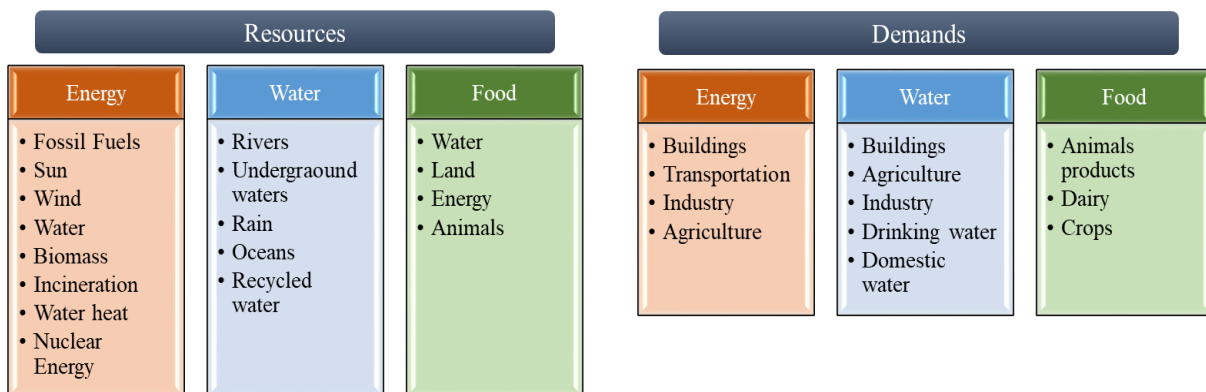 Resources
Energy
• Fossil Fuels
• Sun
• Wind
• Water
• Biomass
• Incineration
• Water heat
• Nuclear
Energy
Water
• Rivers
• Undergraound
waters
• Rain
• Oceans
• Recycled
water
Food
• Water
• Land
• Energy
• Animals
Demands
Energy
• Buildings
• Transportation
• Industry
• Agriculture
Water
• Buildings
• Agriculture
• Industry
• Drinking water
• Domestic
water
Food
• Animals
products
• Dairy
• Crops